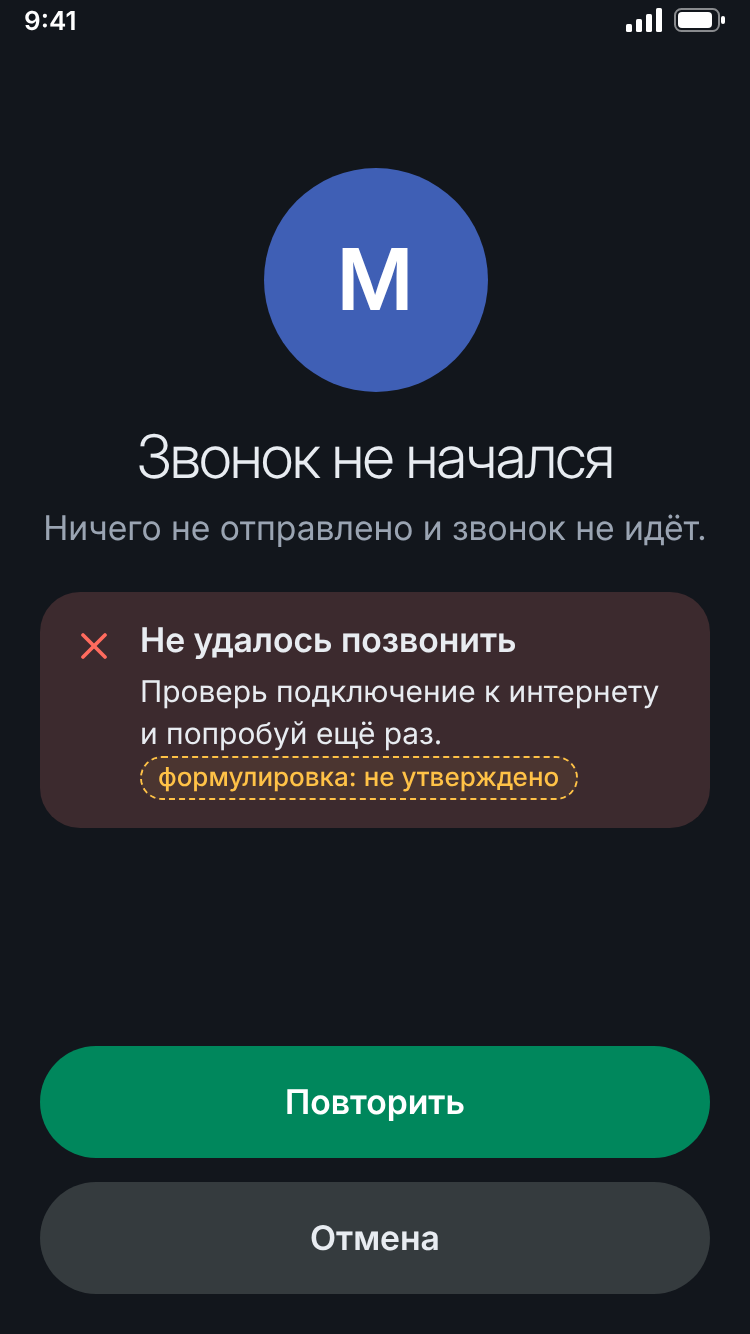 9:41
М
Звонок не начался
Ничего не отправлено и звонок не идёт.
Не удалось позвонить
Проверь подключение к интернету
и попробуй ещё раз.
формулировка: не утверждено
Повторить
Отмена